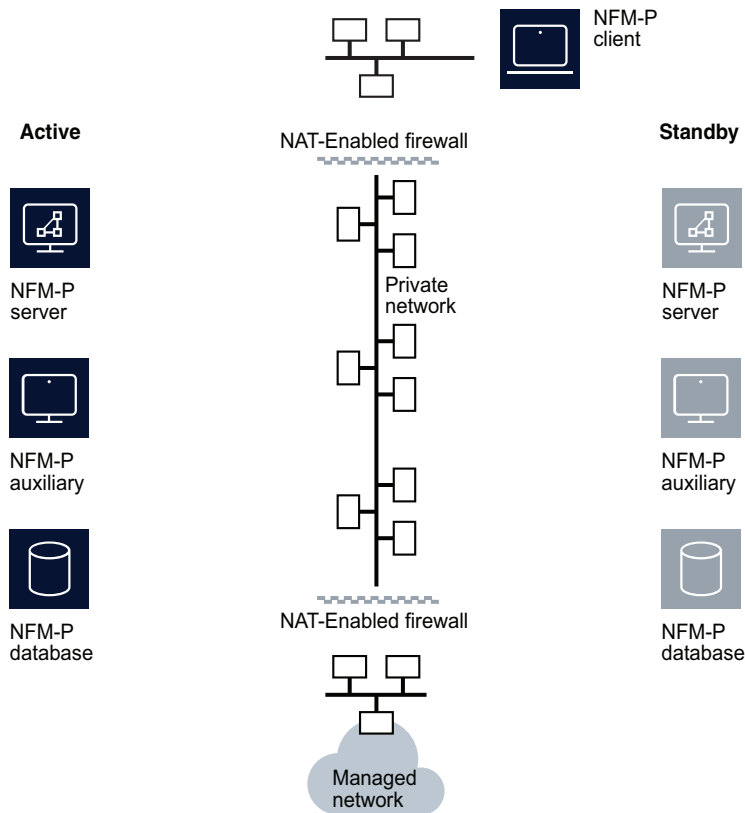 NFM-P
client
Active
NAT-Enabled firewall
Standby
NFM-P
server
Private
network
NFM-P
server
NFM-P
auxiliary
NFM-P
auxiliary
NFM-P
database
NAT-Enabled firewall
NFM-P
database
Managed
network